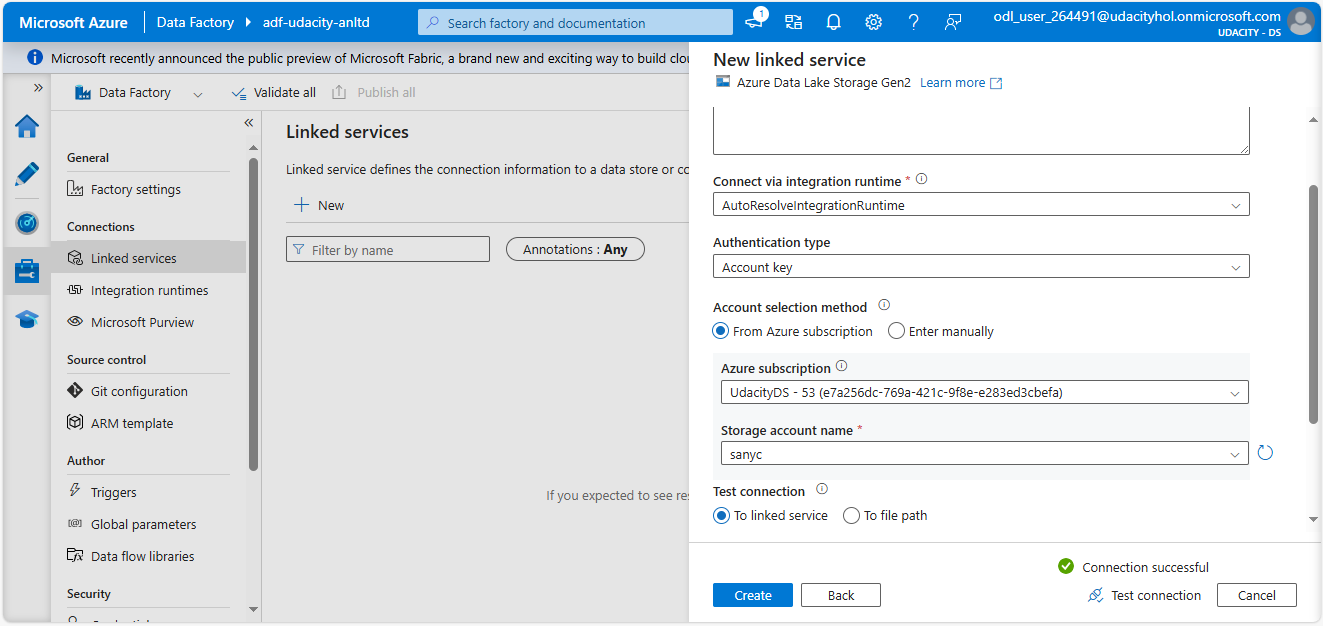 Microsoft Azure
Data Factory
adf-udacity-anltd
Search factory and documentation
1
odl_user_264491@udacityhol.onmicrosoft.com
UDACITY - DS
Microsoft recently announced the public preview of Microsoft Fabric, a brand new and exciting way to build clou
Data Factory
Validate all
Publish all
General
Factory settings
Connections
Linked services
Integration runtimes
Microsoft Purview
Source control
Git configuration
ARM template
Author
Triggers
Global parameters
Data flow libraries
Security
Linked services
Linked service defines the connection information to a data store or co
New
Filter by name
Annotations : Any
If you expected to see res
New linked service
Azure Data Lake Storage Gen2 Learn more
Connect via integration runtime *
AutoResolveIntegrationRuntime
Authentication type
Account key
Account selection method
From Azure subscription
Enter manually
Azure subscription
UdacityDS - 53 (e7a256dc-769a-421c-9f8e-e283ed3cbefa)
Storage account name *
sanyc
Test connection
To linked service
To file path
Connection successful
Create
Back
Test connection
Cancel